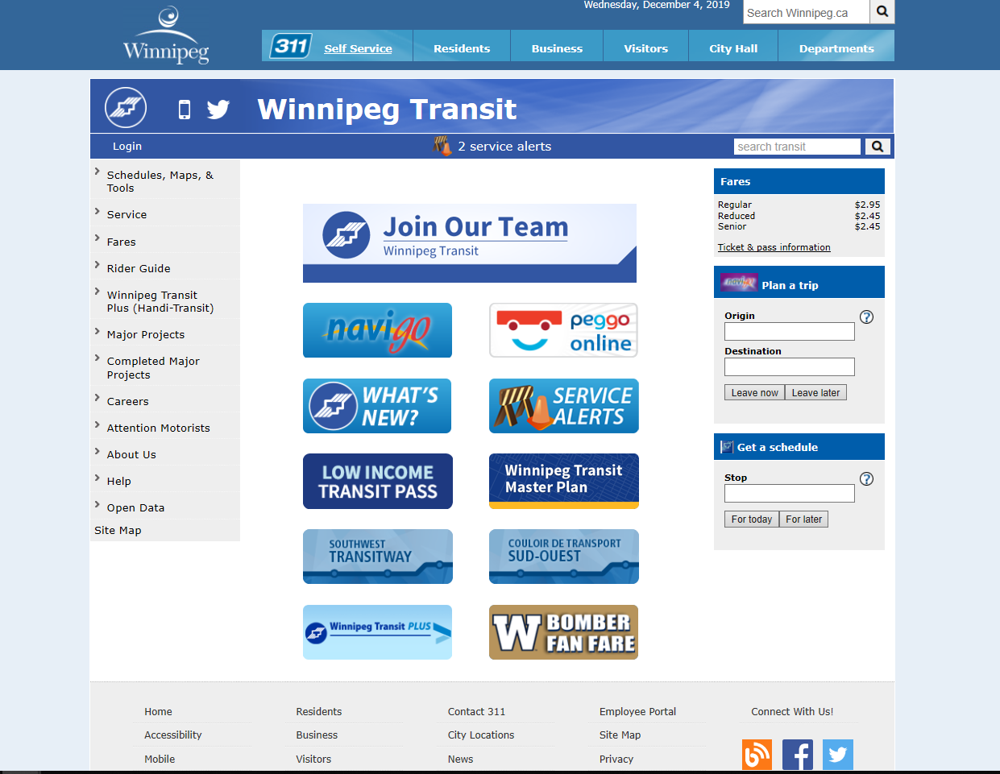 Wednesday, December 4, 2019
Search Winnipeg.ca
Winnipeg
311 Self Service Residents Business Visitors City Hall Departments
Winnipeg Transit
Login
2 service alerts
search transit
Schedules, Maps, &
Tools
Service
Fares
Rider Guide
Winnipeg Transit
Plus (Handi-Transit)
Major Projects
Completed Major
Projects
Careers
Attention Motorists
About Us
Help
Open Data
Site Map
Join Our Team
Winnipeg Transit
navigo
peggo
online
WHAT'S
NEW?
SERVICE
ALERTS
LOW INCOME
TRANSIT PASS
Winnipeg Transit
Master Plan
SOUTHWEST
TRANSITWAY
COULOIR DE TRANSPORT
SUD-OUEST
Winnipeg Transit PLUS
W BOMBER
FAN FARE
Fares
Regular $2.95
Reduced $2.45
Senior $2.45
Ticket & pass information
navigo Plan a trip
Origin
?
Destination
Leave now Leave later
Get a schedule
Stop
?
For today For later
Home Residents Contact 311 Employee Portal Connect With Us!
Accessibility Business City Locations Site Map
Mobile Visitors News Privacy